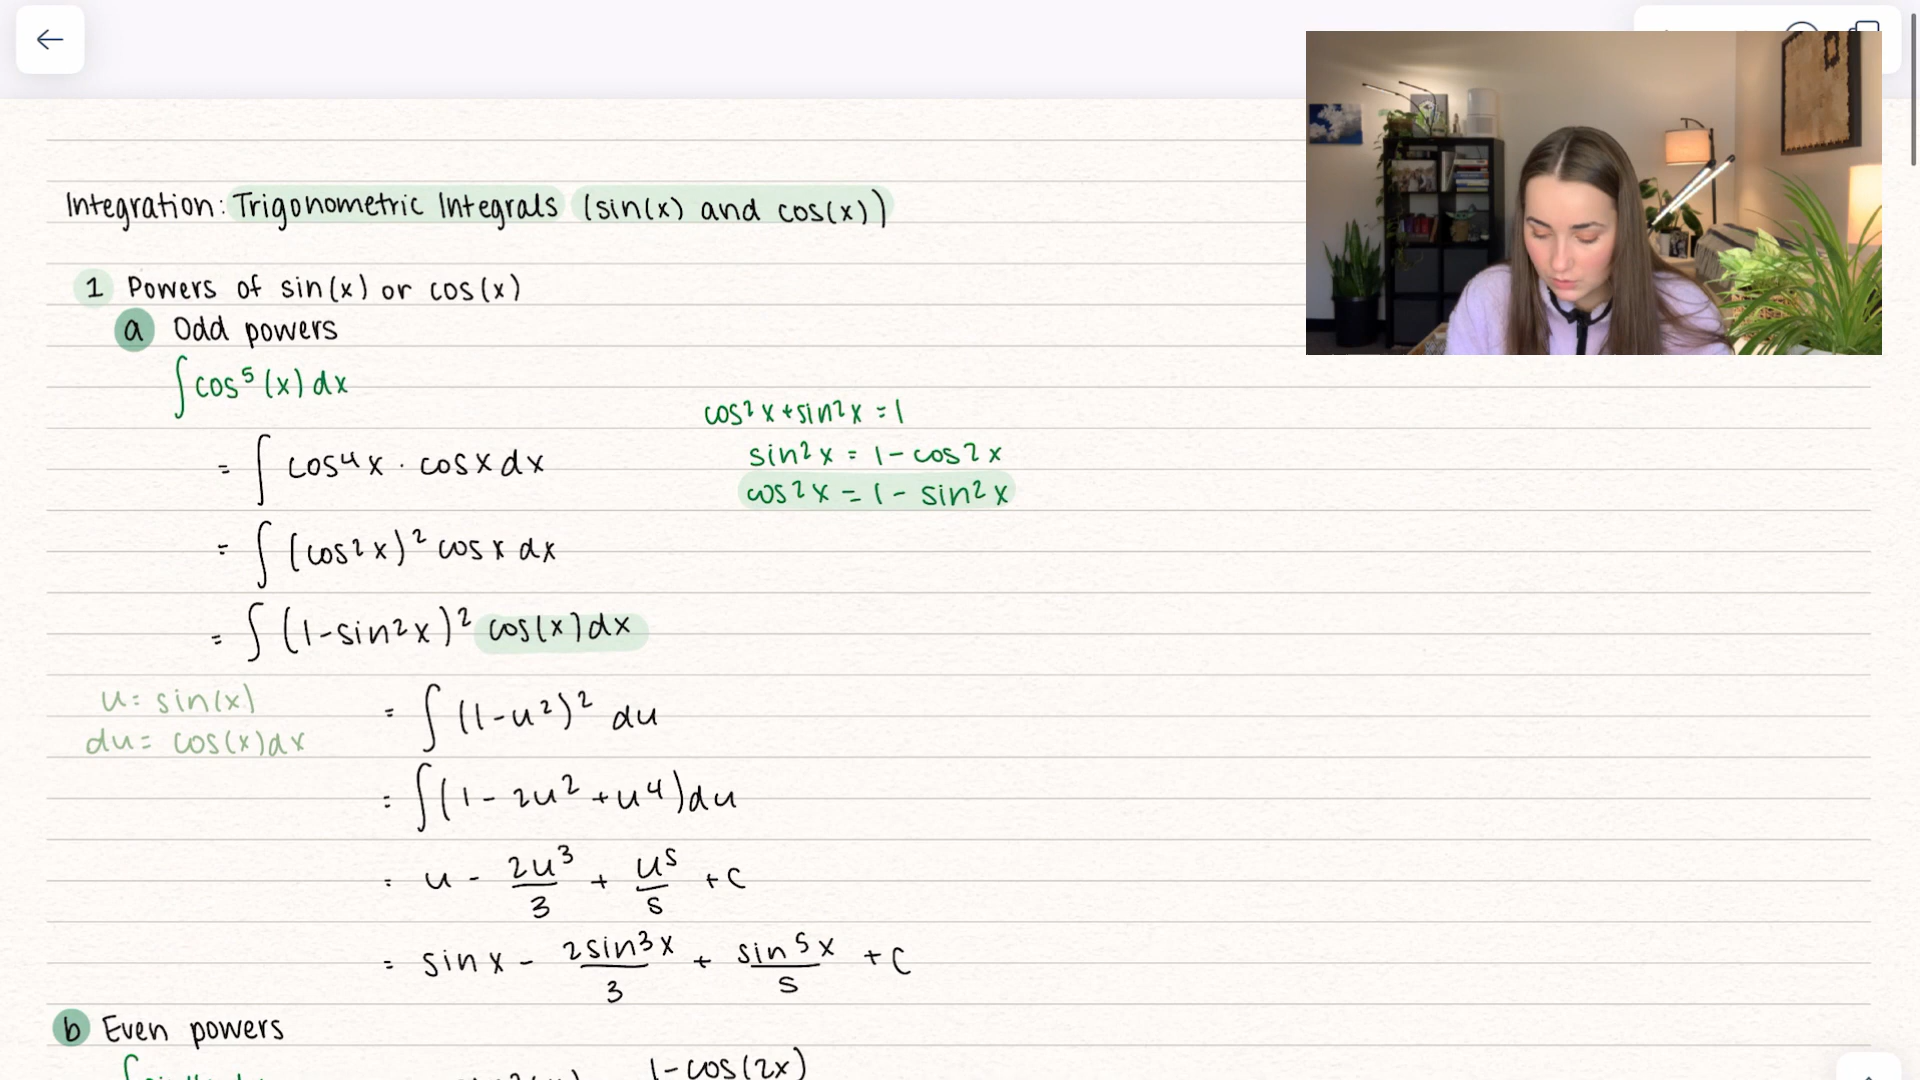 Integration: Trigonometric Integrals (sin(x) and cos(x))
1 Powers of sin(x) or cos(x)
a Odd powers
∫cos⁵(x)dx
= ∫ cos⁴x · cosx dx
cos²x + sin²x = 1
sin²x = 1 - cos²x
cos²x = 1 - sin²x
= ∫ (cos²x)² cos x dx
= ∫ (1-sin²x)² cos(x)dx
u = sin(x)
du = cos(x)dx
= ∫ (1-u²)² du
= ∫(1 - 2u² + u⁴)du
= u - 2u³/3 + u⁵/5 + C
= sin x - 2sin³x/3 + sin⁵x/5 + C
b Even powers
1-cos(2x)